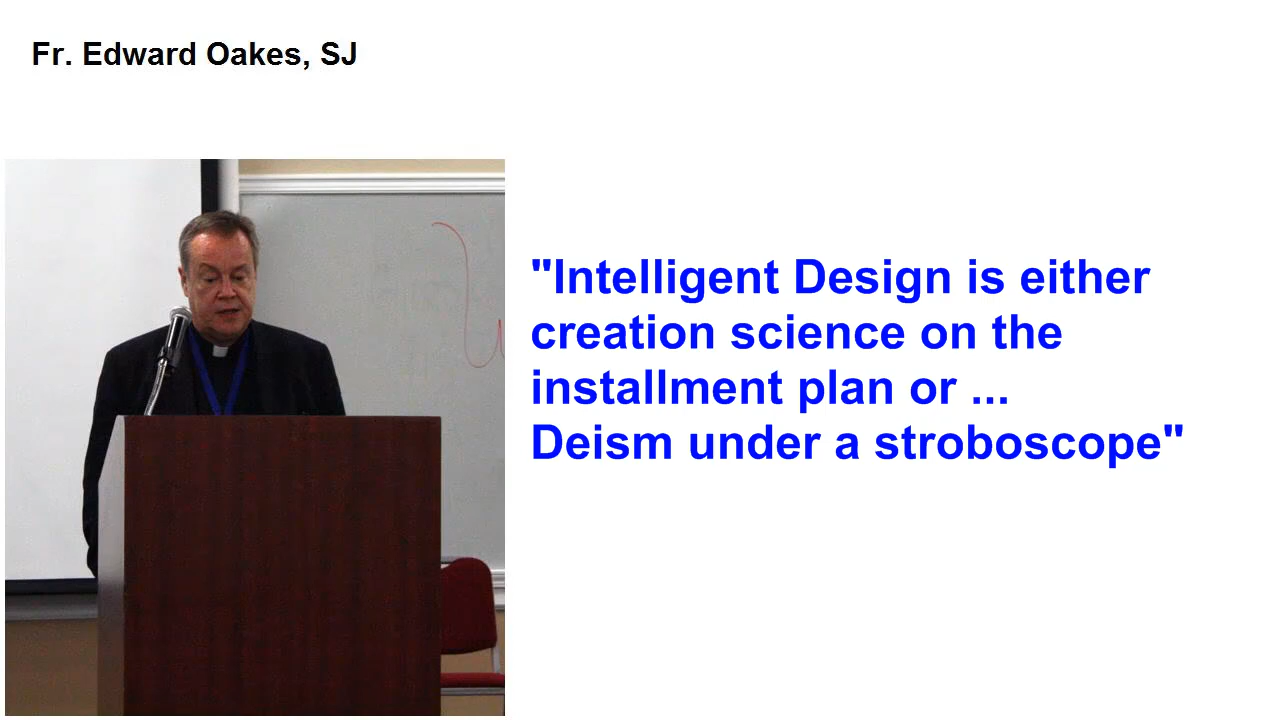 Fr. Edward Oakes, SJ
"Intelligent Design is either
creation science on the
installment plan or ...
Deism under a stroboscope"